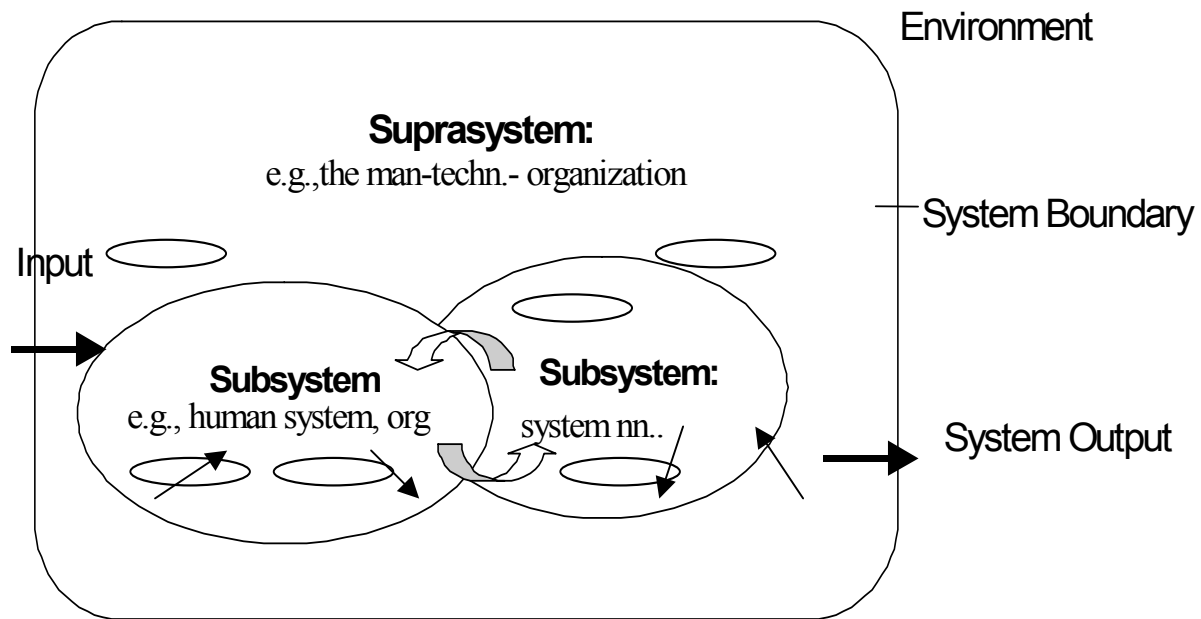 Environment
Suprasystem:
e.g.,the man-techn.- organization
System Boundary
Input
Subsystem
e.g., human system, org
Subsystem:
system nn..
System Output